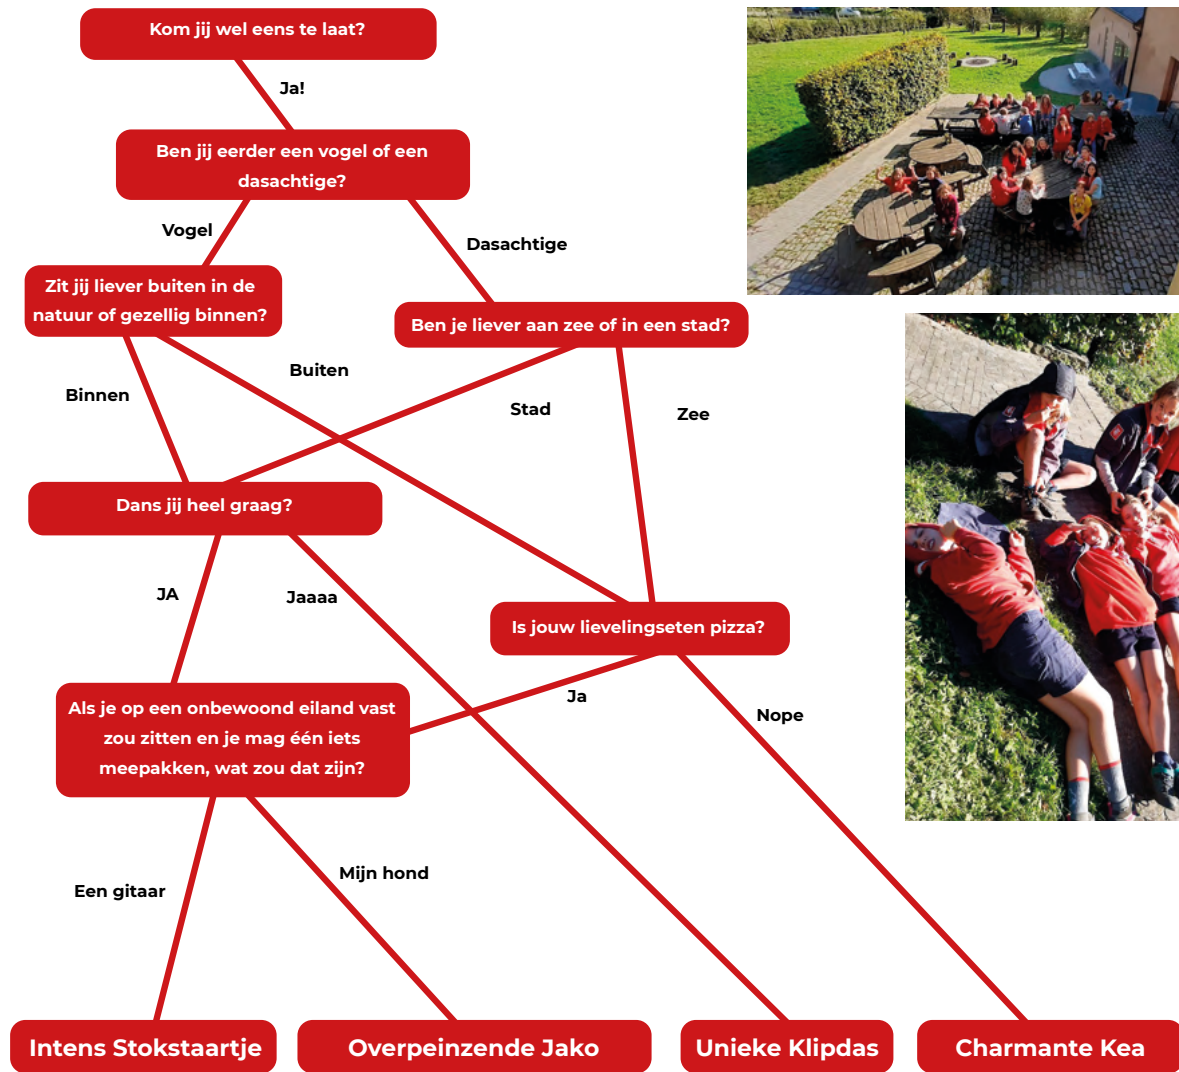 Kom jij wel eens te laat?
Ja!
Ben jij eerder een vogel of een
dasachtige?
Vogel
Dasachtige
Zit jij liever buiten in de
natuur of gezellig binnen?
Ben je liever aan zee of in een stad?
Binnen
Buiten
Stad
Zee
Dans jij heel graag?
JA
Jaaaa
Is jouw lievelingseten pizza?
Ja
Nope
Als je op een onbewoond eiland vast
zou zitten en je mag één iets
meepakken, wat zou dat zijn?
Een gitaar
Mijn hond
Intens Stokstaartje
Overpeinzende Jako
Unieke Klipdas
Charmante Kea